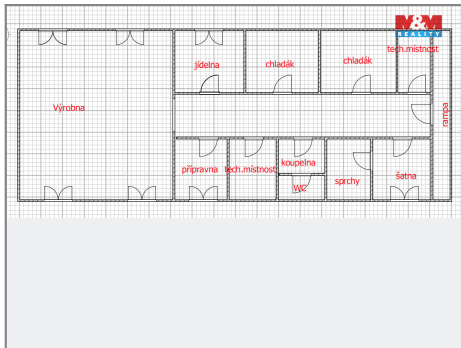 M&M
REALITY
tech.místnost
jídelna
chladák
chladák
Výrobna
rampa
přípravna
tech.místnost
koupelna
WC
sprchy
šatna